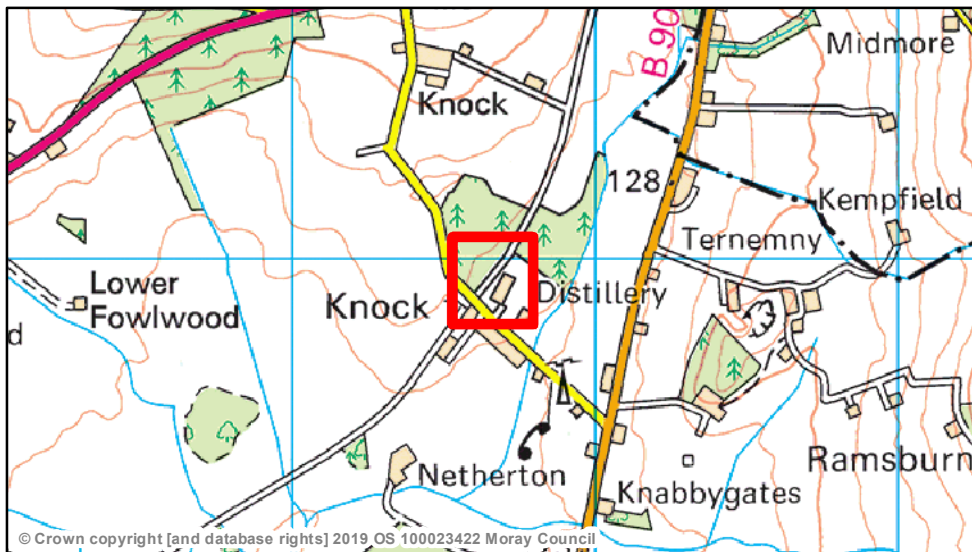 B.90
Midmore
Knock
128
Kempfield
Ternemny
Lower
Fowlwood
Knock
Distillery
d
Netherton
Ramsburn
Knabbygates
© Crown copyright [and database rights] 2019 OS 100023422 Moray Council